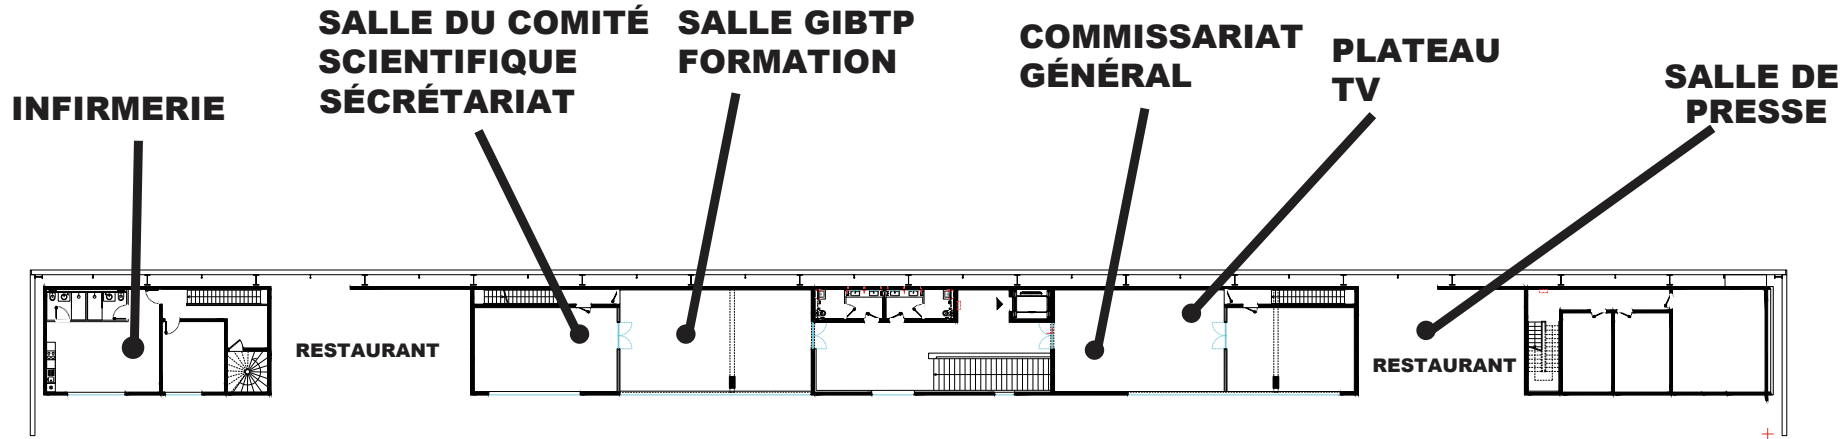 INFIRMERIE
SALLE DU COMITÉ
SCIENTIFIQUE
SÉCRÉTARIAT
SALLE GIBTP
FORMATION
COMMISSARIAT
GÉNÉRAL
PLATEAU
TV
SALLE DE
PRESSE
RESTAURANT
RESTAURANT